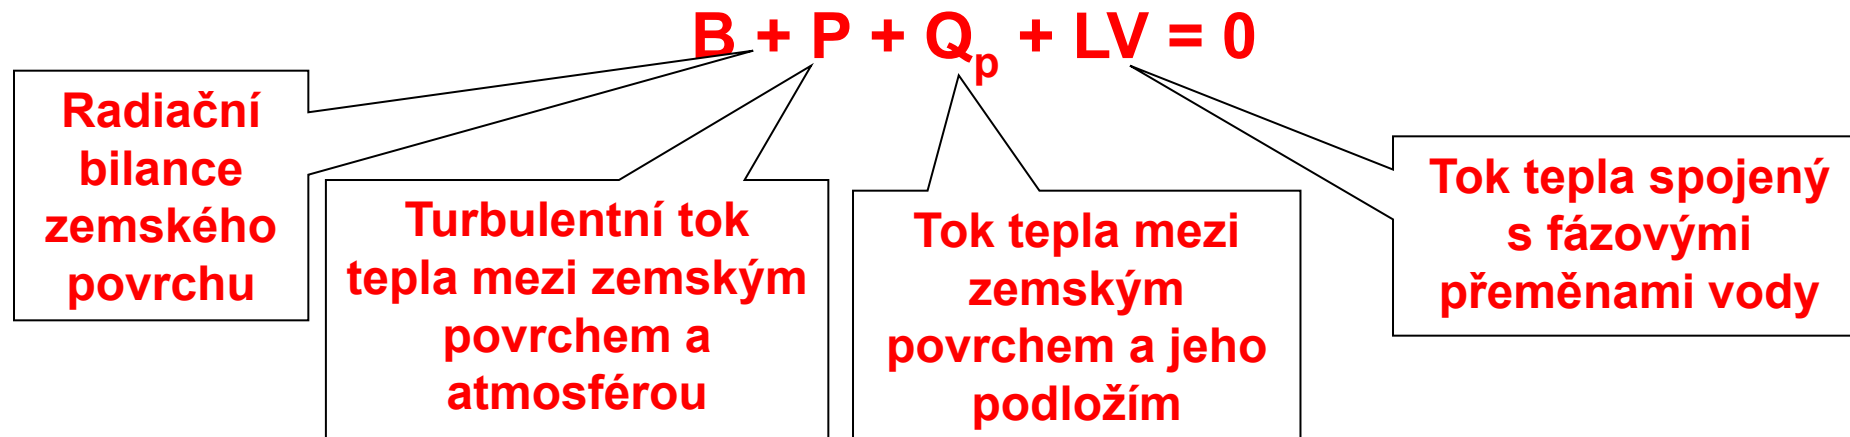 B + P + Qₚ + LV = 0
Radiační
bilance
zemského
povrchu
Turbulentní tok
tepla mezi zemským
povrchem a
atmosférou
Tok tepla mezi
zemským
povrchem a jeho
podložím
Tok tepla spojený
s fázovými
přeměnami vody